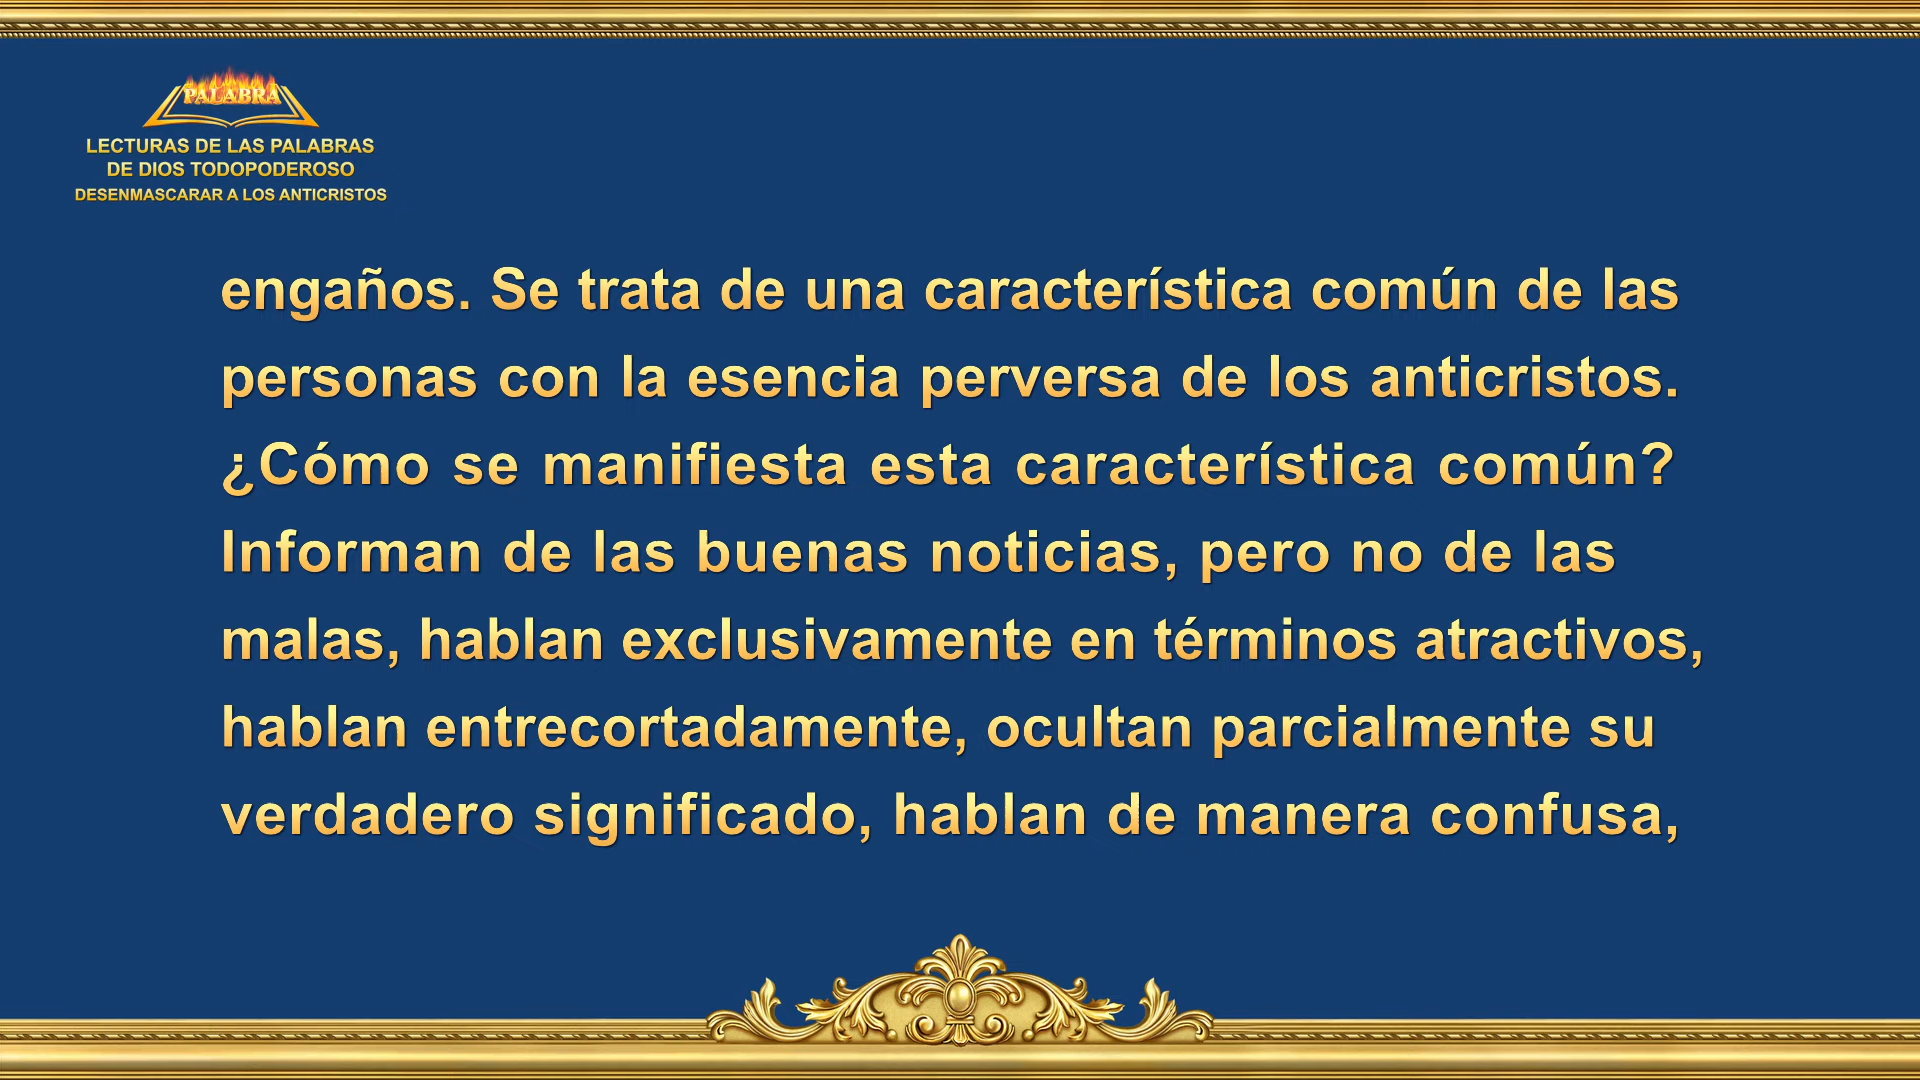 PALABRA
LECTURAS DE LAS PALABRAS
DE DIOS TODOPODEROSO
DESENMASCARAR A LOS ANTICRISTOS
engaños. Se trata de una característica común de las
personas con la esencia perversa de los anticristos.
¿Cómo se manifiesta esta característica común?
Informan de las buenas noticias, pero no de las
malas, hablan exclusivamente en términos atractivos,
hablan entrecortadamente, ocultan parcialmente su
verdadero significado, hablan de manera confusa,